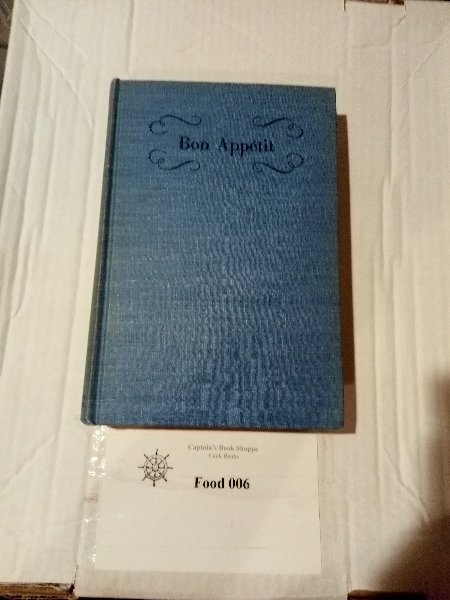 Bon Appétit
Captain's Book Shoppe
Cook Books
Food 006